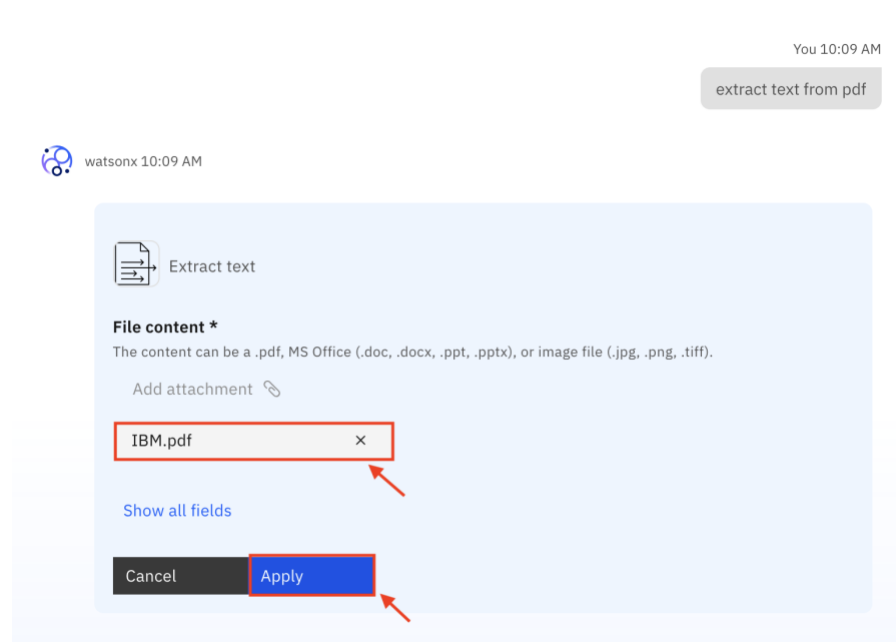 You 10:09 AM
extract text from pdf
watsonx 10:09 AM
Extract text
File content *
The content can be a .pdf, MS Office (.doc, .docx, .ppt, .pptx), or image file (.jpg, .png, .tiff).
Add attachment
IBM.pdf ×
Show all fields
Cancel Apply